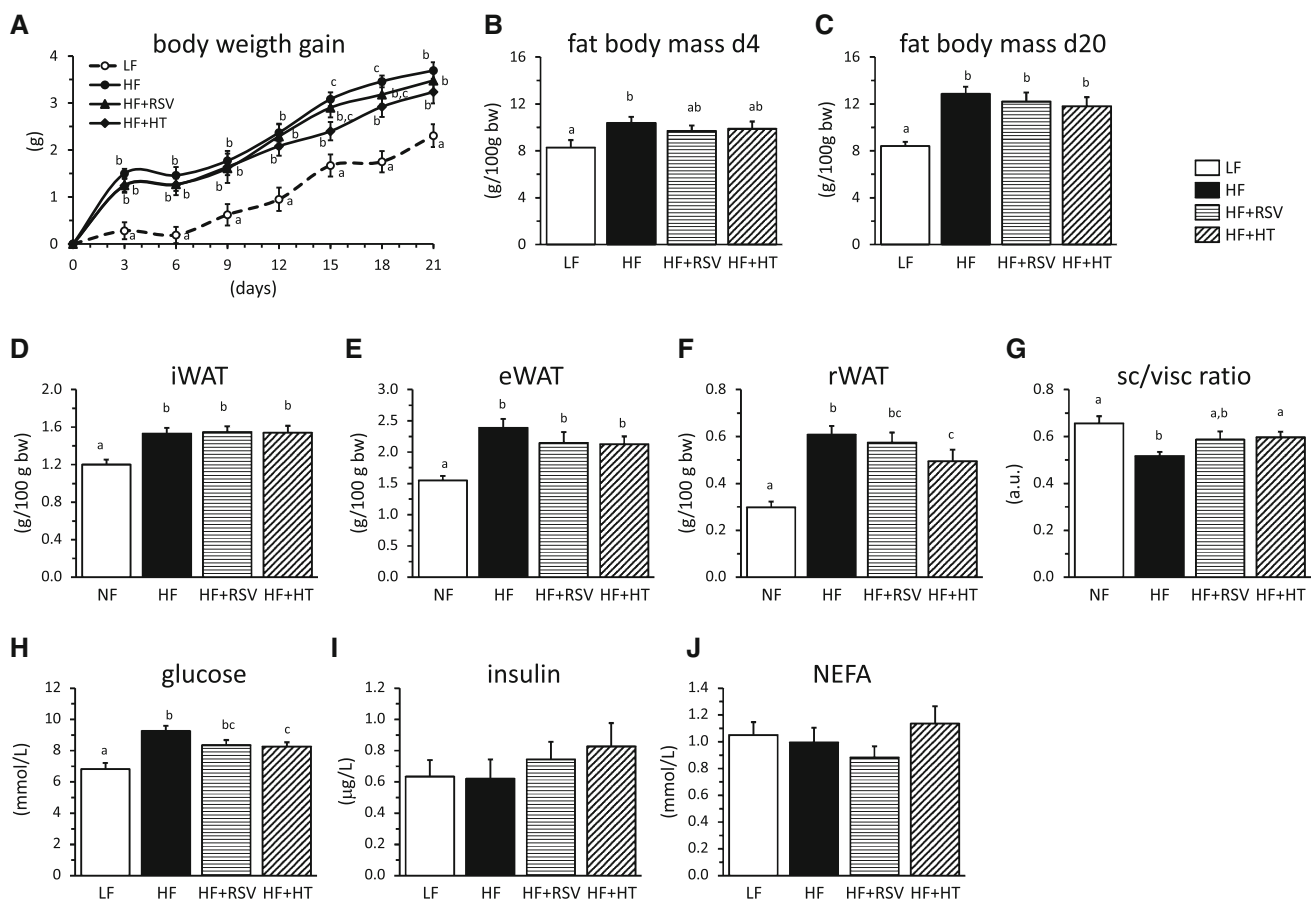 A
body weigth gain
4
3
2
1
0
(g)
LF
HF
HF+RSV
HF+HT
b b b b c c b
b b b b b,c b,c b
b b b b b b b
a a a a a a a
0 3 6 9 12 15 18 21
(days)
B
fat body mass d4
16
12
8
4
0
(g/100g bw)
a b ab ab
LF HF HF+RSV HF+HT
C
fat body mass d20
16
12
8
4
0
(g/100g bw)
a b b b
LF HF HF+RSV HF+HT
LF
HF
HF+RSV
HF+HT
D
iWAT
2.0
1.6
1.2
0.8
0.4
0.0
(g/100 g bw)
a b b b
NF HF HF+RSV HF+HT
E
eWAT
3.0
2.5
2.0
1.5
1.0
0.5
0.0
(g/100 g bw)
a b b b
NF HF HF+RSV HF+HT
F
rWAT
0.8
0.6
0.4
0.2
0.0
(g/100 g bw)
a b bc c
NF HF HF+RSV HF+HT
G
sc/visc ratio
0.8
0.6
0.4
0.2
0.0
(a.u.)
a b a,b a
NF HF HF+RSV HF+HT
H
glucose
12
10
8
6
4
2
0
(mmol/L)
a b bc c
LF HF HF+RSV HF+HT
I
insulin
1.2
1.0
0.8
0.6
0.4
0.2
0.0
(µg/L)
LF HF HF+RSV HF+HT
J
NEFA
1.4
1.2
1.0
0.8
0.6
0.4
0.2
0.0
(mmol/L)
LF HF HF+RSV HF+HT